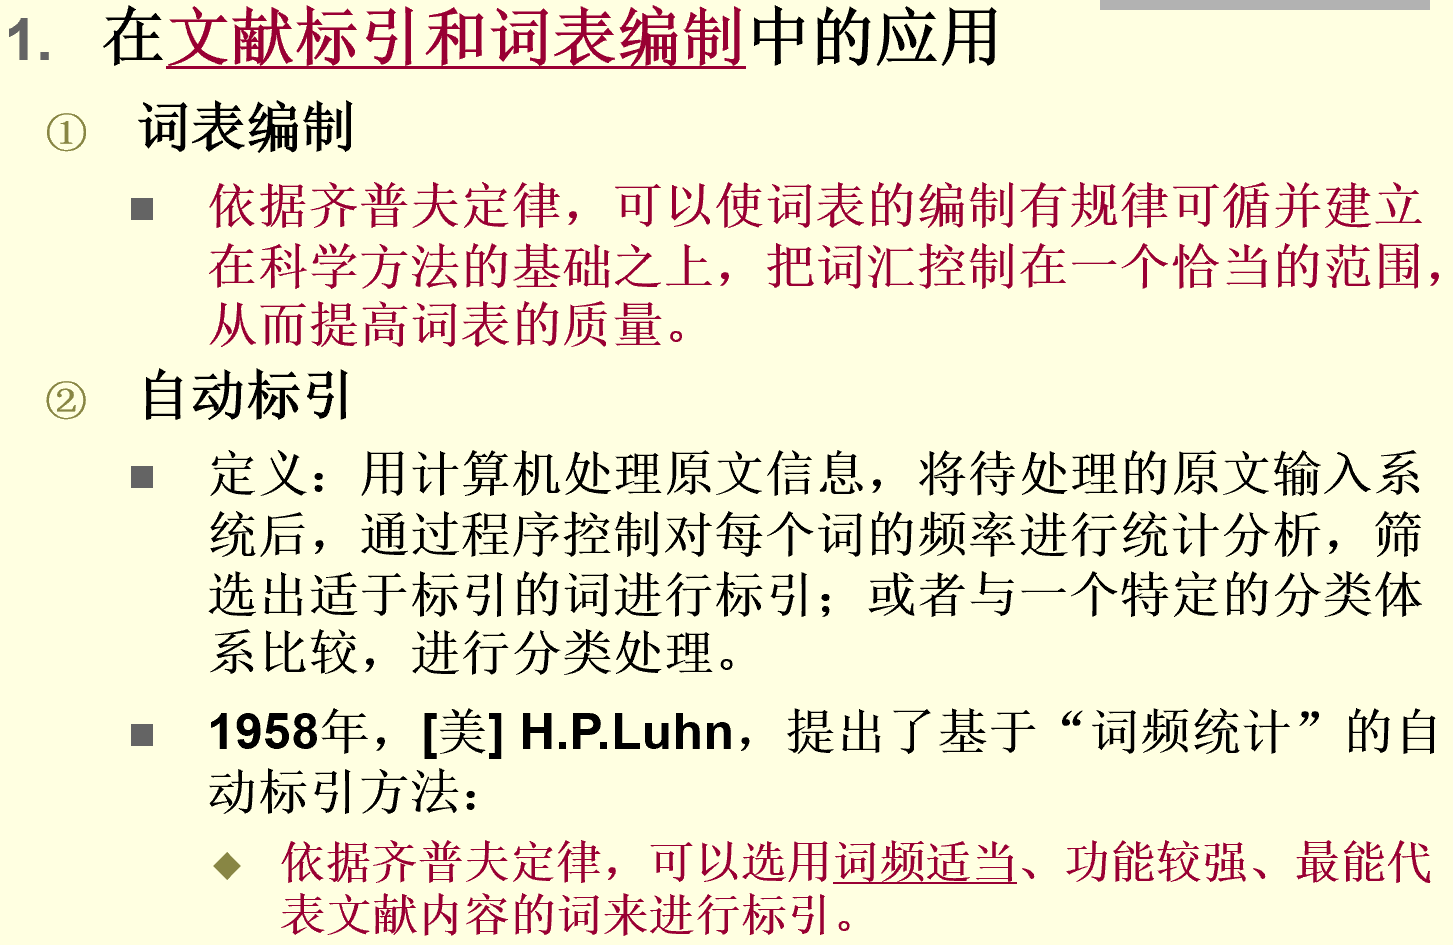 1. 在文献标引和词表编制中的应用
① 词表编制
■ 依据齐普夫定律，可以使词表的编制有规律可循并建立
在科学方法的基础之上，把词汇控制在一个恰当的范围，
从而提高词表的质量。
② 自动标引
■ 定义：用计算机处理原文信息，将待处理的原文输入系
统后，通过程序控制对每个词的频率进行统计分析，筛
选出适于标引的词进行标引；或者与一个特定的分类体
系比较，进行分类处理。
■ 1958年，[美] H.P.Luhn，提出了基于“词频统计”的自
动标引方法：
◆ 依据齐普夫定律，可以选用词频适当、功能较强、最能代
表文献内容的词来进行标引。